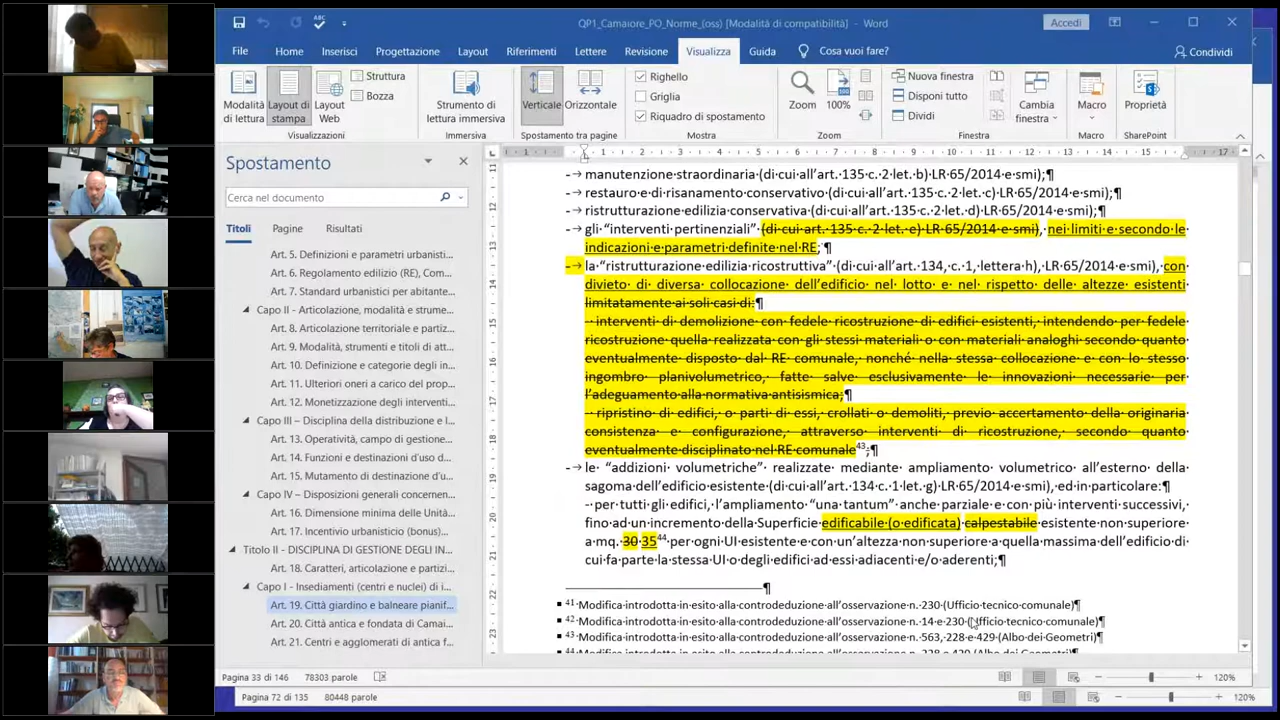 QP1_Camaiore_PO_Norme_(oss) [Modalità di compatibilità] - Word
Accedi
File Home Inserisci Progettazione Layout Riferimenti Lettere Revisione Visualizza Guida Cosa vuoi fare? Condividi
Modalità di lettura
Layout di stampa
Layout Web
Struttura
Bozza
Visualizzazioni
Strumento di lettura immersiva
Immersiva
Verticale
Orizzontale
Spostamento tra pagine
Righello
Griglia
Riquadro di spostamento
Mostra
Zoom
100%
Zoom
Nuova finestra
Disponi tutto
Dividi
Cambia finestra
Finestra
Macro
Macro
Proprietà
SharePoint
Spostamento
Cerca nel documento
Titoli Pagine Risultati
Art. 5. Definizioni e parametri urbanisti...
Art. 6. Regolamento edilizio (RE), Com...
Art. 7. Standard urbanistici per abitante...
Capo II - Articolazione, modalità e strume...
Art. 8. Articolazione territoriale e partiz...
Art. 9. Modalità, strumenti e titoli di att...
Art. 10. Definizione e categorie degli in...
Art. 11. Ulteriori oneri a carico del prop...
Art. 12. Monetizzazione degli interventi...
Capo III – Disciplina della distribuzione e l...
Art. 13. Operatività, campo di gestione...
Art. 14. Funzioni e destinazioni d'uso d...
Art. 15. Mutamento di destinazione d'u...
Capo IV – Disposizioni generali concernen...
Art. 16. Dimensione minima delle Unità...
Art. 17. Incentivo urbanistico (bonus)...
Titolo II - DISCIPLINA DI GESTIONE DEGLI IN...
Art. 18. Caratteri, articolazione e partizi...
Capo I - Insediamenti (centri e nuclei) di i...
Art. 19. Città giardino e balneare pianif...
Art. 20. Città antica e fondata di Camai...
Art. 21. Centri e agglomerati di antica f...
- manutenzione straordinaria (di cui all'art. 135 c. 2 let. b) LR 65/2014 e smi);
- restauro e di risanamento conservativo (di cui all'art. 135 c. 2 let. c) LR 65/2014 e smi);
- ristrutturazione edilizia conservativa (di cui all'art. 135 c. 2 let. d) LR 65/2014 e smi);
- gli "interventi pertinenziali" (di cui art. 135 c. 2 let. e) LR 65/2014 e smi), nei limiti e secondo le
indicazioni e parametri definite nel RE;
- la "ristrutturazione edilizia ricostruttiva" (di cui all'art. 134, c. 1, lettera h), LR 65/2014 e smi), con
divieto di diversa collocazione dell'edificio nel lotto e nel rispetto delle altezze esistenti
limitatamente ai soli casi di:
- interventi di demolizione con fedele ricostruzione di edifici esistenti, intendendo per fedele
ricostruzione quella realizzata con gli stessi materiali o con materiali analoghi secondo quanto
eventualmente disposto dal RE comunale, nonché nella stessa collocazione e con lo stesso
ingombro planivolumetrico, fatte salve esclusivamente le innovazioni necessarie per
l'adeguamento alla normativa antisismica;
- ripristino di edifici, o parti di essi, crollati o demoliti, previo accertamento della originaria
consistenza e configurazione, attraverso interventi di ricostruzione, secondo quanto
eventualmente disciplinato nel RE comunale43;
- le "addizioni volumetriche" realizzate mediante ampliamento volumetrico all'esterno della
sagoma dell'edificio esistente (di cui all'art. 134 c. 1 let. g) LR 65/2014 e smi), ed in particolare:
- per tutti gli edifici, l'ampliamento "una tantum" anche parziale e con più interventi successivi,
fino ad un incremento della Superficie edificabile (o edificata) calpestabile esistente non superiore
a mq. 30 35 44 per ogni UI esistente e con un'altezza non superiore a quella massima dell'edificio di
cui fa parte la stessa UI o degli edifici ad essi adiacenti e/o aderenti;
41 Modifica introdotta in esito alla controdeduzione all'osservazione n. 230 (Ufficio tecnico comunale)
42 Modifica introdotta in esito alla controdeduzione all'osservazione n. 14 e 230 (Ufficio tecnico comunale)
43 Modifica introdotta in esito alla controdeduzione all'osservazione n. 563, 228 e 429 (Albo dei Geometri)
44 Modifica introdotta in esito alla controdeduzione all'osservazione n. 228 e 429 (Albo dei Geometri)
Pagina 33 di 146 78303 parole 120%
Pagina 72 di 135 80448 parole 120%